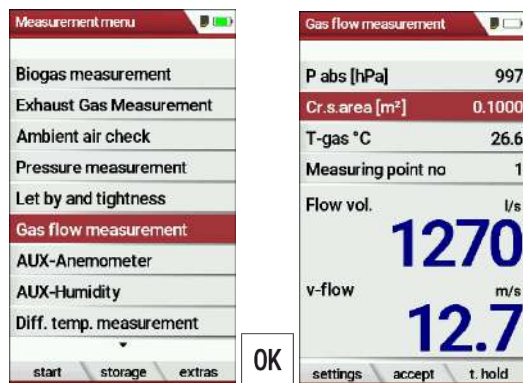 Measurement menu
Biogas measurement
Exhaust Gas Measurement
Ambient air check
Pressure measurement
Let by and tightness
Gas flow measurement
AUX-Anemometer
AUX-Humidity
Diff. temp. measurement
start storage extras
OK
Gas flow measurement
P abs [hPa] 997
Cr.s.area [m²] 0.1000
T-gas °C 26.6
Measuring point no 1
Flow vol. l/s
1270
v-flow m/s
12.7
settings accept t. hold